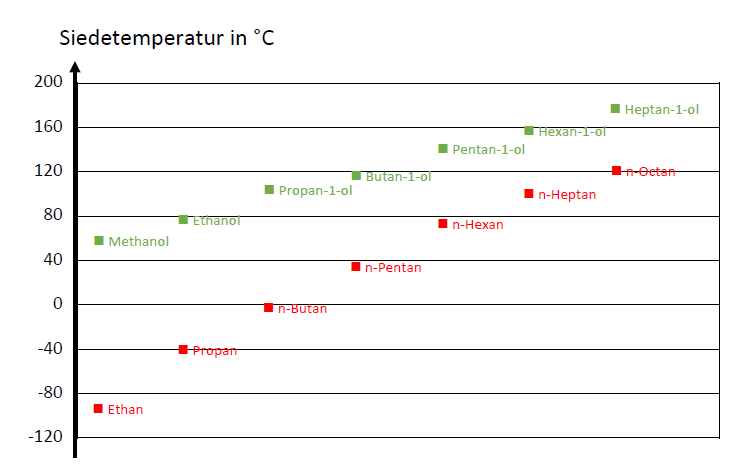 Siedetemperatur in °C
200
Heptan-1-ol
160
Hexan-1-ol
Pentan-1-ol
120
n-Octan
Butan-1-ol
Propan-1-ol
n-Heptan
80
Ethanol
n-Hexan
Methanol
40
n-Pentan
0
n-Butan
-40
Propan
-80
Ethan
-120